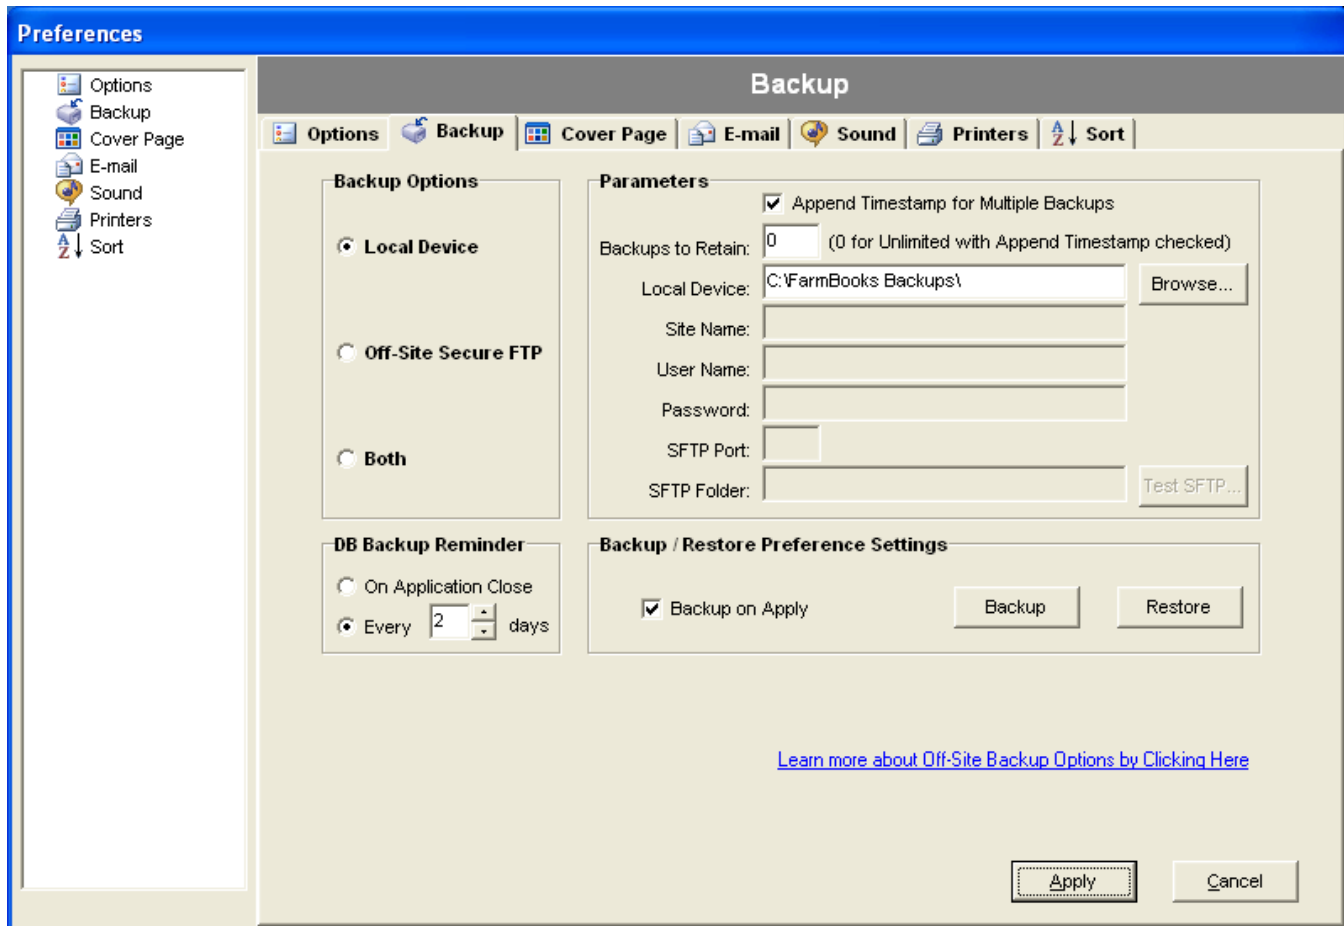 Preferences
Options
Backup
Cover Page
E-mail
Sound
Printers
Sort
Backup
Options Backup Cover Page E-mail Sound Printers Sort
Backup Options
Local Device
Off-Site Secure FTP
Both
Parameters
Append Timestamp for Multiple Backups
Backups to Retain: 0 (0 for Unlimited with Append Timestamp checked)
Local Device: C:\FarmBooks Backups\ Browse...
Site Name:
User Name:
Password:
SFTP Port:
SFTP Folder: Test SFTP...
DB Backup Reminder
On Application Close
Every 2 days
Backup / Restore Preference Settings
Backup on Apply Backup Restore
Learn more about Off-Site Backup Options by Clicking Here
Apply Cancel